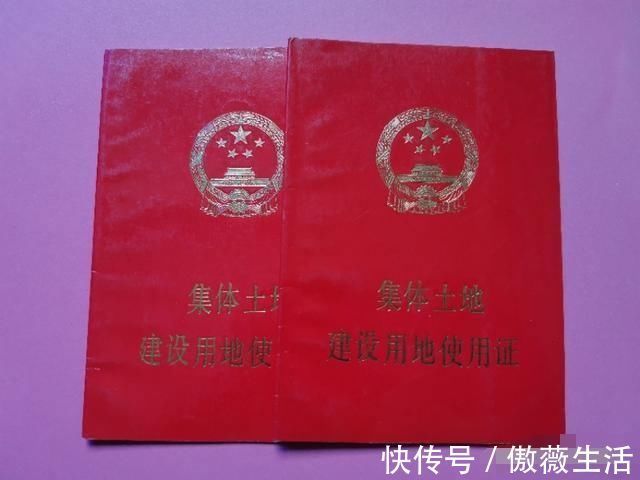 集体土地
建设用地使
集体土地
建设用地使用证
快传号／傲薇生活